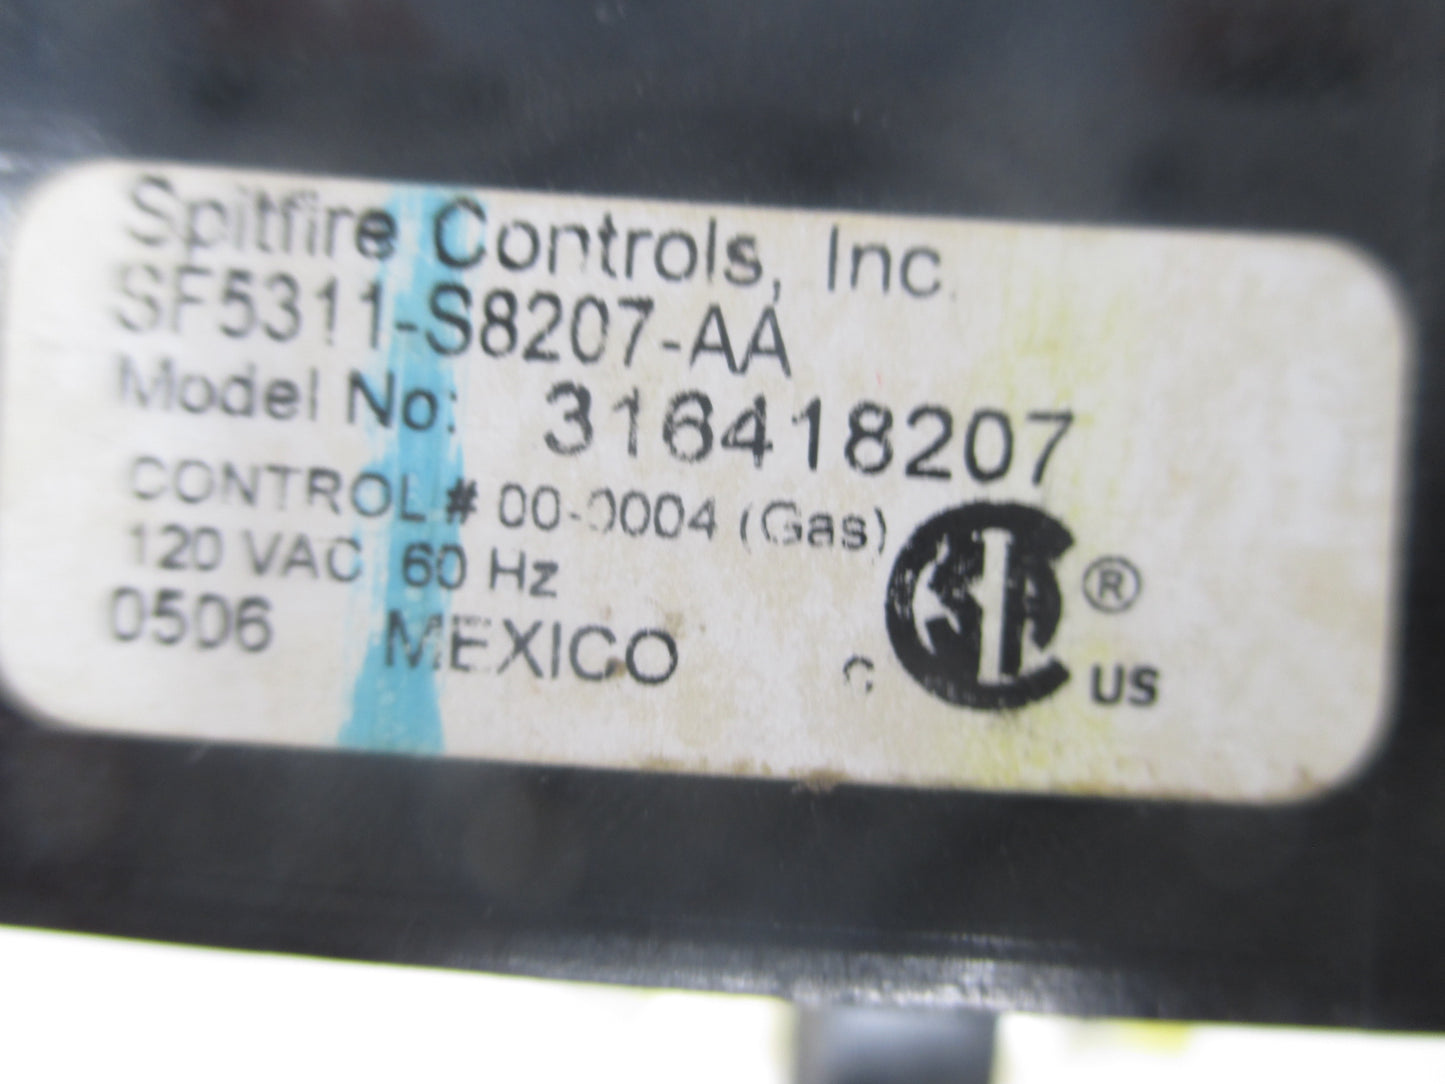 Spitfire Controls, Inc.
SF5311-S8207-AA
Model No: 316418207
CONTROL # 00-0004 (Gas)
120 VAC 60 Hz
0506 MEXICO
C US ®